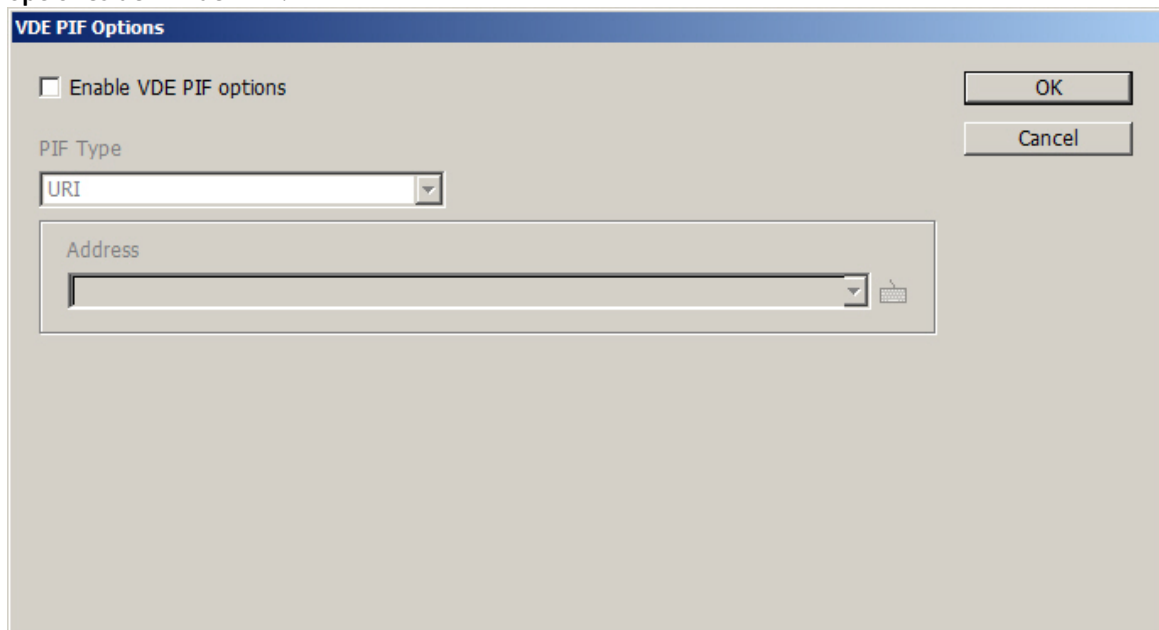 VDE PIF Options
Enable VDE PIF options
OK
Cancel
PIF Type
URI
Address